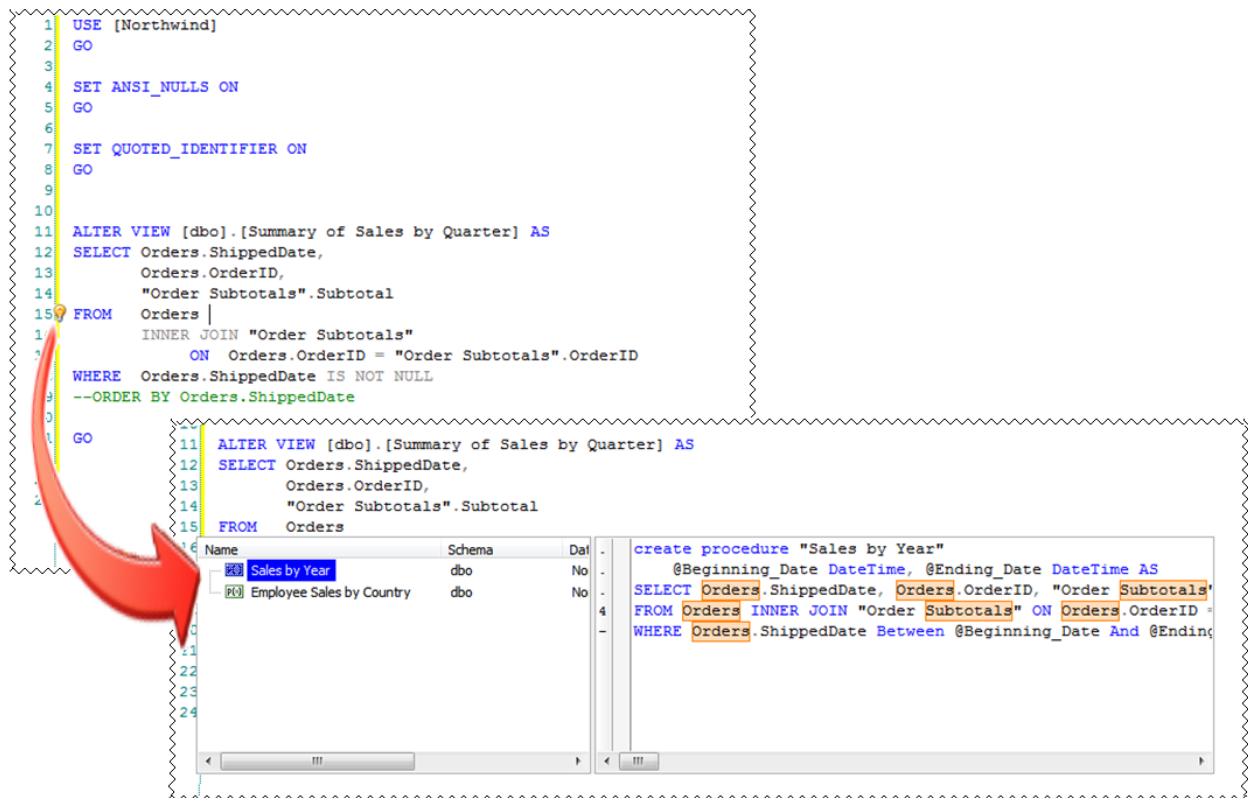 1 USE [Northwind]
2 GO
3
4 SET ANSI_NULLS ON
5 GO
6
7 SET QUOTED_IDENTIFIER ON
8 GO
9
10
11 ALTER VIEW [dbo].[Summary of Sales by Quarter] AS
12 SELECT Orders.ShippedDate,
13 Orders.OrderID,
14 "Order Subtotals".Subtotal
15 FROM Orders
INNER JOIN "Order Subtotals"
ON Orders.OrderID = "Order Subtotals".OrderID
WHERE Orders.ShippedDate IS NOT NULL
--ORDER BY Orders.ShippedDate
GO
11 ALTER VIEW [dbo].[Summary of Sales by Quarter] AS
12 SELECT Orders.ShippedDate,
13 Orders.OrderID,
14 "Order Subtotals".Subtotal
15 FROM Orders
Name Schema Dat
Sales by Year dbo No
Employee Sales by Country dbo No
create procedure "Sales by Year"
@Beginning_Date DateTime, @Ending_Date DateTime AS
SELECT Orders.ShippedDate, Orders.OrderID, "Order Subtotals"
4 FROM Orders INNER JOIN "Order Subtotals" ON Orders.OrderID =
WHERE Orders.ShippedDate Between @Beginning_Date And @Ending
21
22
23
24